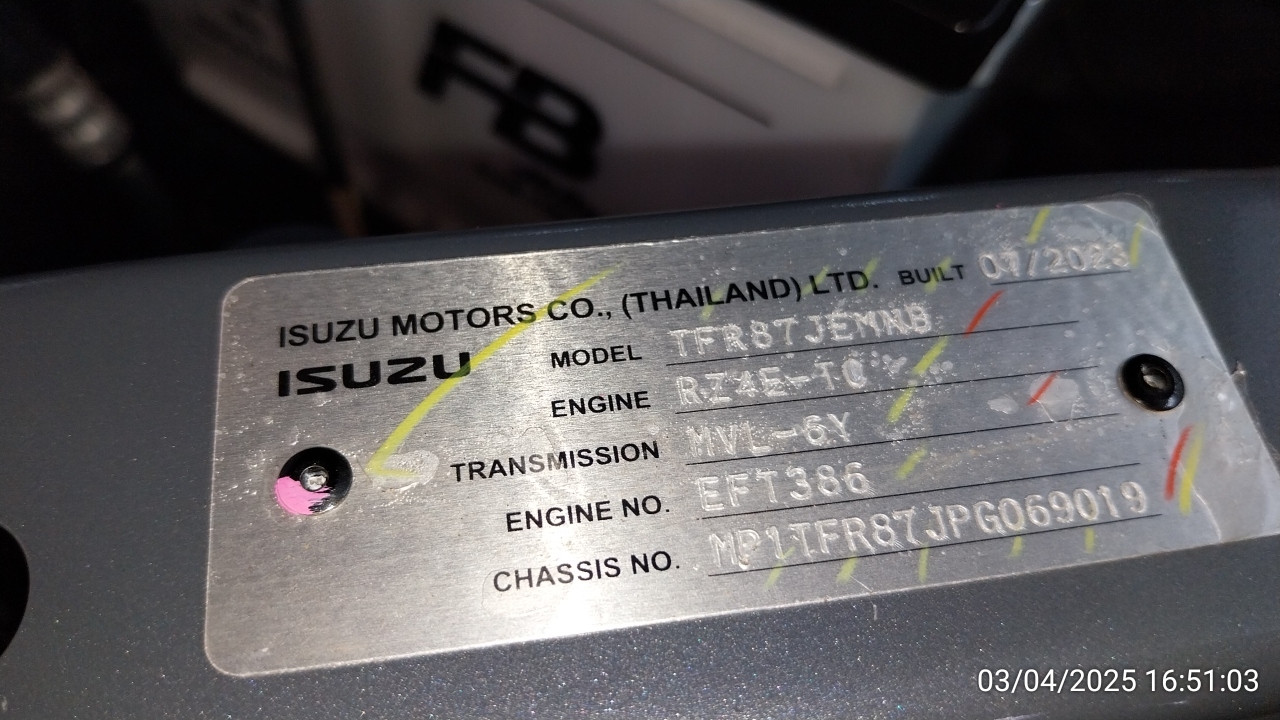 FB
ISUZU MOTORS CO., (THAILAND) LTD. BUILT 07/2023
ISUZU
MODEL TFR87JEMNB
ENGINE RZ4E-TC
TRANSMISSION MVL-6Y
ENGINE NO. EFT386
CHASSIS NO. MP1TFR87JPG069019
03/04/2025 16:51:03